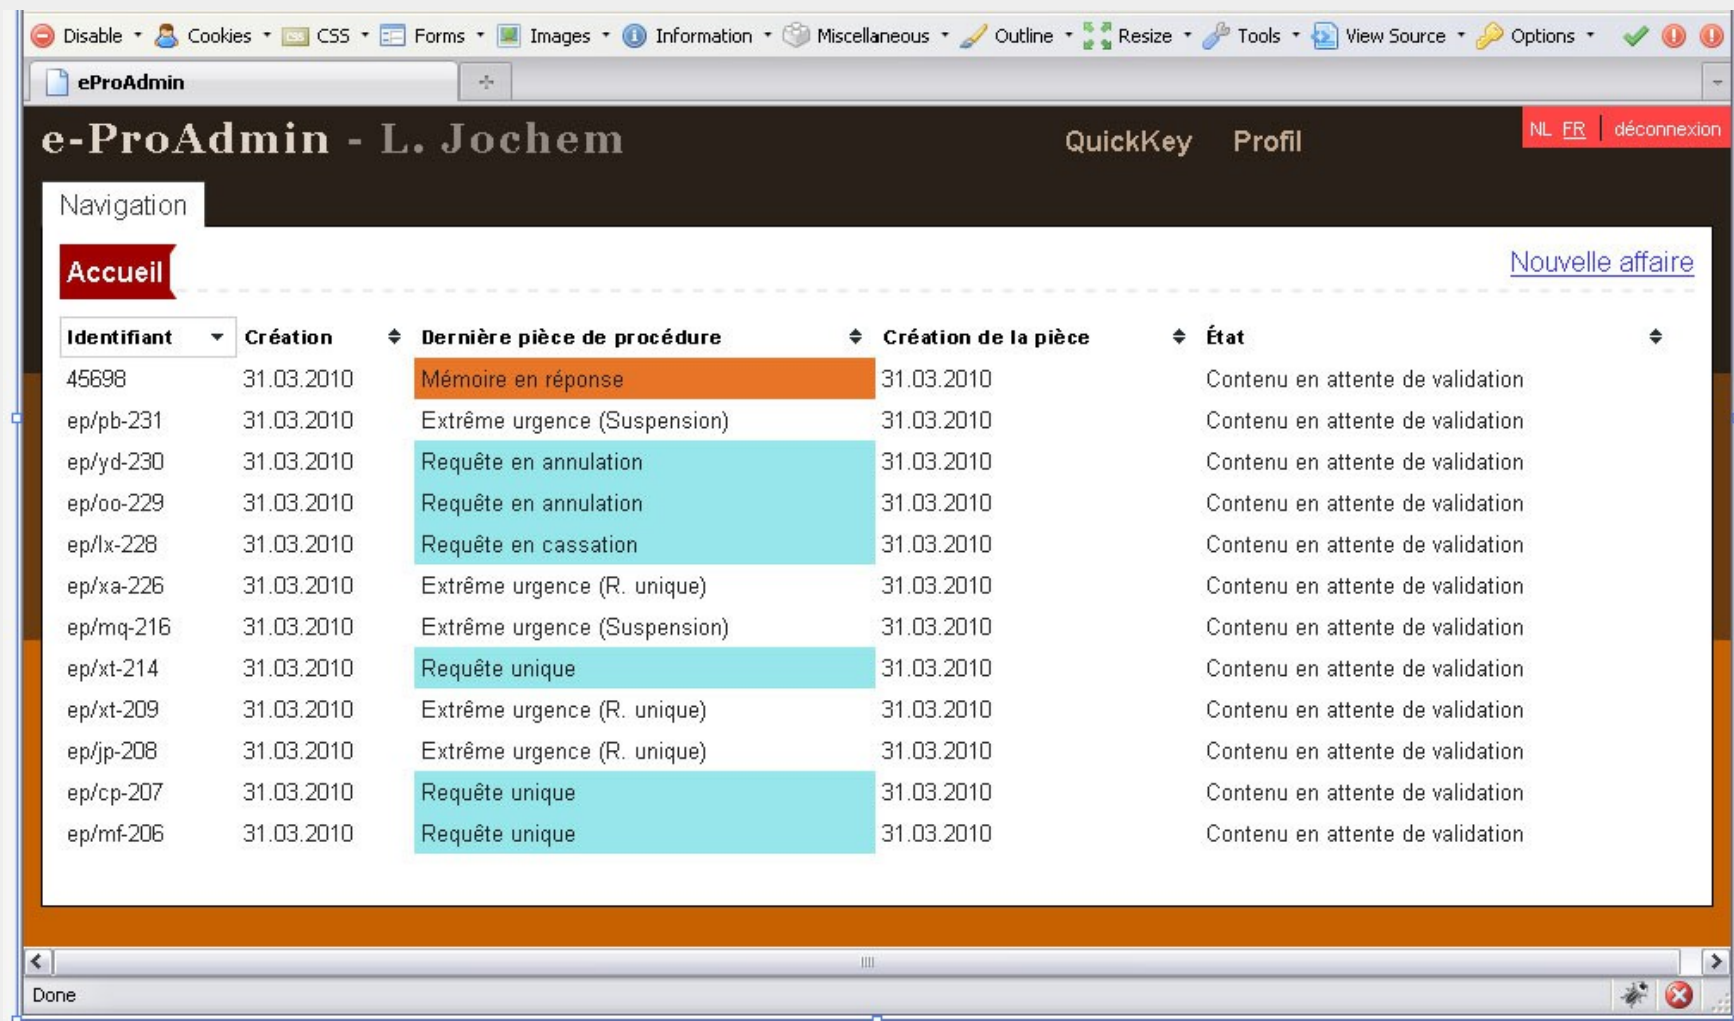 Disable Cookies CSS Forms Images Information Miscellaneous Outline Resize Tools View Source Options
eProAdmin
e-ProAdmin - L. Jochem QuickKey Profil NL FR déconnexion
Navigation
Accueil Nouvelle affaire
Identifiant Création Dernière pièce de procédure Création de la pièce État
45698 31.03.2010 Mémoire en réponse 31.03.2010 Contenu en attente de validation
ep/pb-231 31.03.2010 Extrême urgence (Suspension) 31.03.2010 Contenu en attente de validation
ep/yd-230 31.03.2010 Requête en annulation 31.03.2010 Contenu en attente de validation
ep/oo-229 31.03.2010 Requête en annulation 31.03.2010 Contenu en attente de validation
ep/lx-228 31.03.2010 Requête en cassation 31.03.2010 Contenu en attente de validation
ep/xa-226 31.03.2010 Extrême urgence (R. unique) 31.03.2010 Contenu en attente de validation
ep/mq-216 31.03.2010 Extrême urgence (Suspension) 31.03.2010 Contenu en attente de validation
ep/xt-214 31.03.2010 Requête unique 31.03.2010 Contenu en attente de validation
ep/xt-209 31.03.2010 Extrême urgence (R. unique) 31.03.2010 Contenu en attente de validation
ep/jp-208 31.03.2010 Extrême urgence (R. unique) 31.03.2010 Contenu en attente de validation
ep/cp-207 31.03.2010 Requête unique 31.03.2010 Contenu en attente de validation
ep/mf-206 31.03.2010 Requête unique 31.03.2010 Contenu en attente de validation
Done